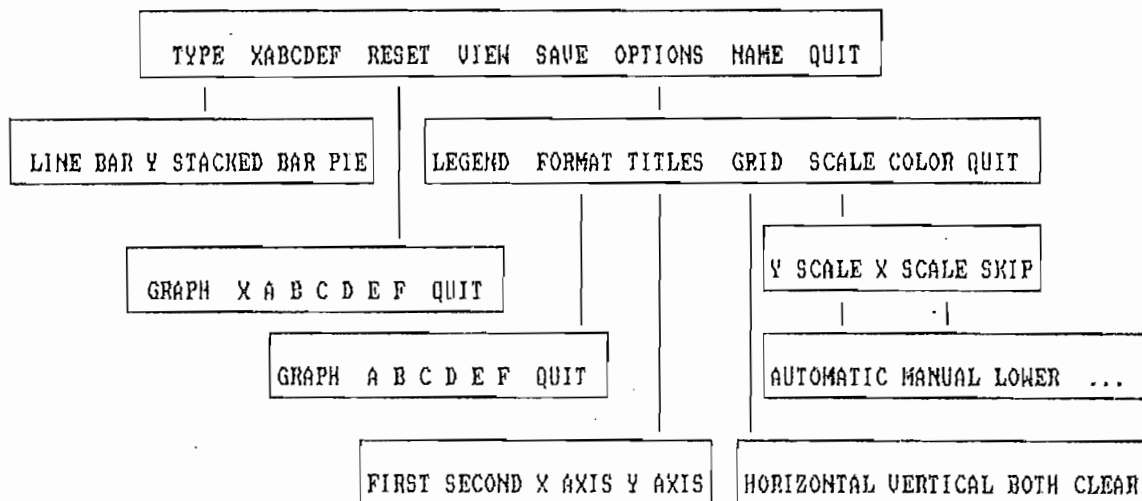 TYPE XABCDEF RESET VIEW SAVE OPTIONS NAME QUIT
LINE BAR Y STACKED BAR PIE
LEGEND FORMAT TITLES GRID SCALE COLOR QUIT
Y SCALE X SCALE SKIP
GRAPH X A B C D E F QUIT
GRAPH A B C D E F QUIT
AUTOMATIC MANUAL LOWER ...
FIRST SECOND X AXIS Y AXIS
HORIZONTAL VERTICAL BOTH CLEAR